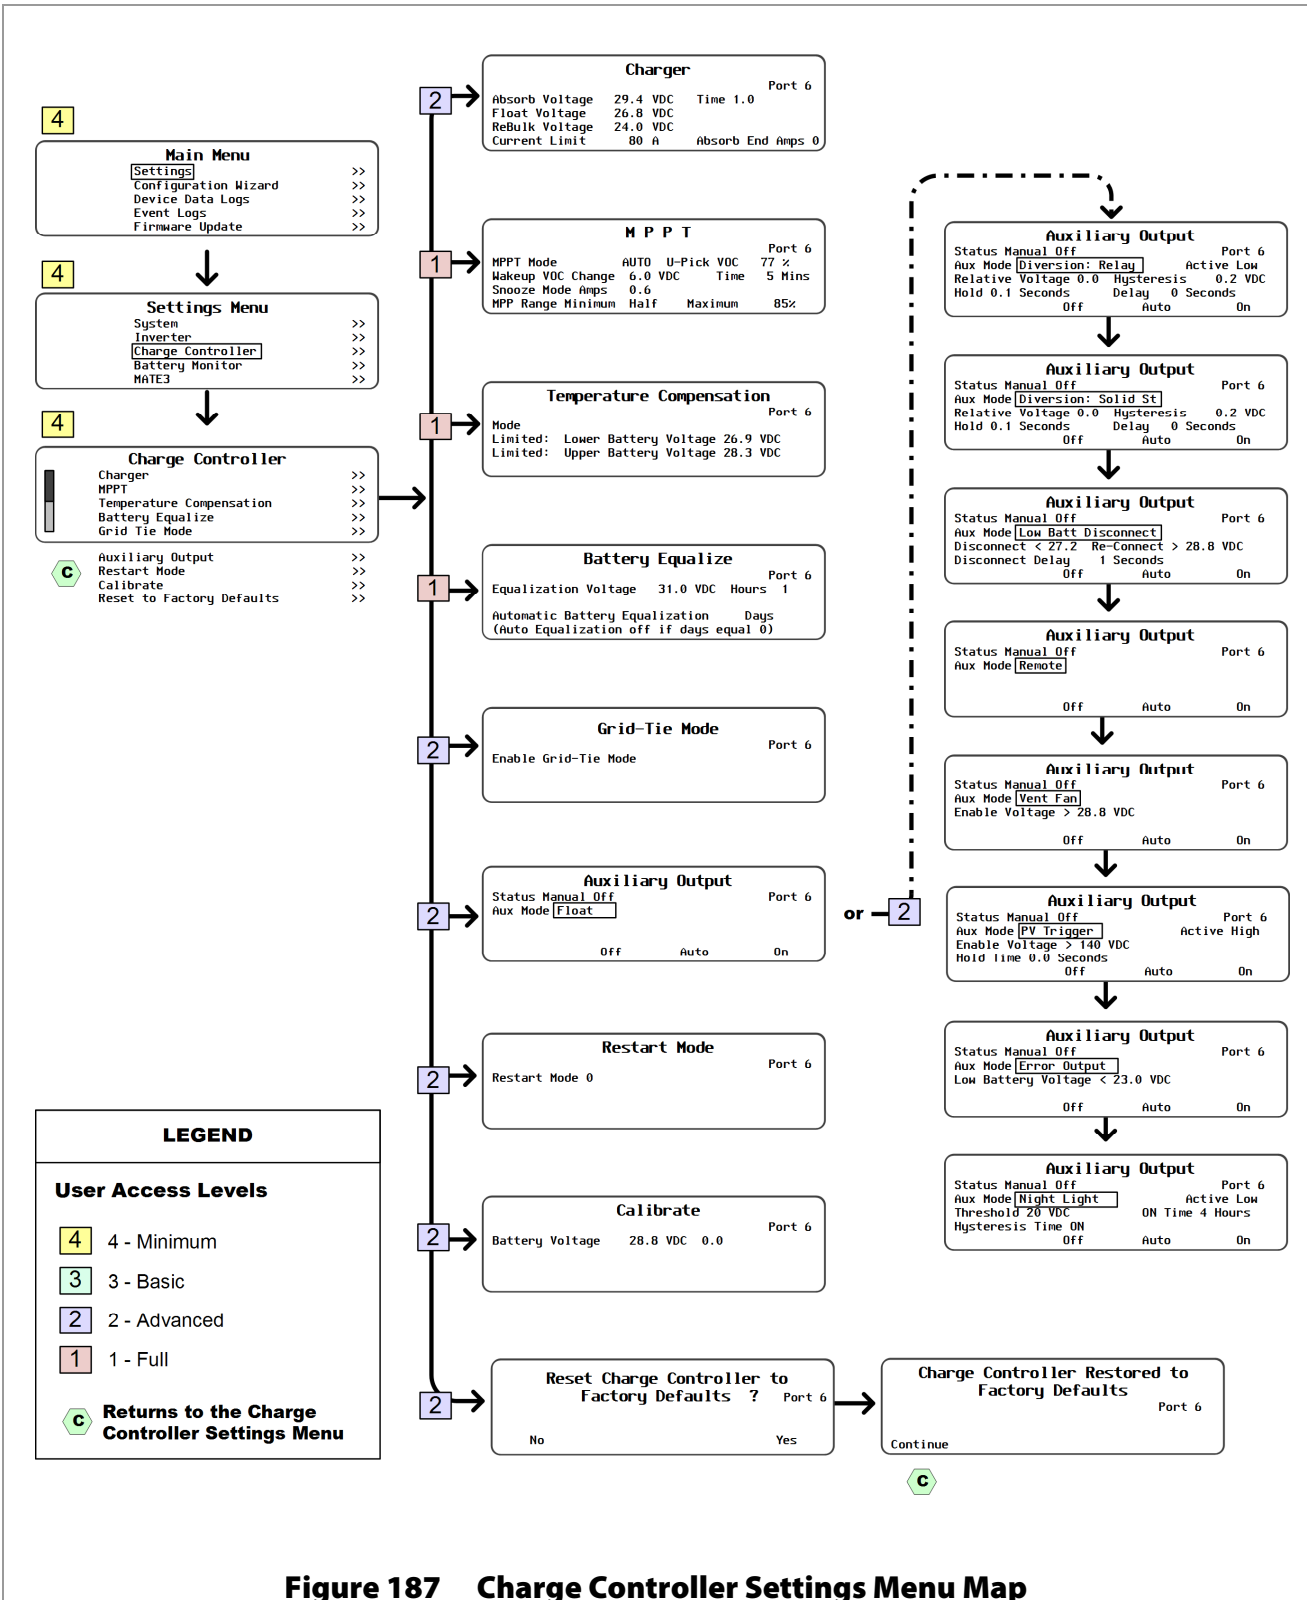 4
Main Menu
Settings >>
Configuration Wizard >>
Device Data Logs >>
Event Logs >>
Firmware Update >>
4
Settings Menu
System >>
Inverter >>
Charge Controller >>
Battery Monitor >>
MATE3 >>
4
Charge Controller
Charger >>
MPPT >>
Temperature Compensation >>
Battery Equalize >>
Grid Tie Mode >>
Auxiliary Output >>
Restart Mode >>
Calibrate >>
Reset to Factory Defaults >>
C
2
Charger
Port 6
Absorb Voltage 29.4 VDC Time 1.0
Float Voltage 26.8 VDC
ReBulk Voltage 24.0 VDC
Current Limit 80 A Absorb End Amps 0
1
M P P T
Port 6
MPPT Mode AUTO U-Pick VOC 77 %
Wakeup VOC Change 6.0 VDC Time 5 Mins
Snooze Mode Amps 0.6
MPP Range Minimum Half Maximum 85%
1
Temperature Compensation
Port 6
Mode
Limited: Lower Battery Voltage 26.9 VDC
Limited: Upper Battery Voltage 28.3 VDC
1
Battery Equalize
Port 6
Equalization Voltage 31.0 VDC Hours 1
Automatic Battery Equalization Days
(Auto Equalization off if days equal 0)
2
Grid-Tie Mode
Port 6
Enable Grid-Tie Mode
2
Auxiliary Output
Status Manual Off Port 6
Aux Mode Float
Off Auto On
or 2
2
Restart Mode
Port 6
Restart Mode 0
2
Calibrate
Port 6
Battery Voltage 28.8 VDC 0.0
2
Reset Charge Controller to
Factory Defaults ? Port 6
No Yes
Charge Controller Restored to
Factory Defaults
Port 6
Continue
C
Auxiliary Output
Status Manual Off Port 6
Aux Mode Diversion: Relay Active Low
Relative Voltage 0.0 Hysteresis 0.2 VDC
Hold 0.1 Seconds Delay 0 Seconds
Off Auto On
Auxiliary Output
Status Manual Off Port 6
Aux Mode Diversion: Solid St
Relative Voltage 0.0 Hysteresis 0.2 VDC
Hold 0.1 Seconds Delay 0 Seconds
Off Auto On
Auxiliary Output
Status Manual Off Port 6
Aux Mode Low Batt Disconnect
Disconnect < 27.2 Re-Connect > 28.8 VDC
Disconnect Delay 1 Seconds
Off Auto On
Auxiliary Output
Status Manual Off Port 6
Aux Mode Remote
Off Auto On
Auxiliary Output
Status Manual Off Port 6
Aux Mode Vent Fan
Enable Voltage > 28.8 VDC
Off Auto On
Auxiliary Output
Status Manual Off Port 6
Aux Mode PV Trigger Active High
Enable Voltage > 140 VDC
Hold Time 0.0 Seconds
Off Auto On
Auxiliary Output
Status Manual Off Port 6
Aux Mode Error Output
Low Battery Voltage < 23.0 VDC
Off Auto On
Auxiliary Output
Status Manual Off Port 6
Aux Mode Night Light Active Low
Threshold 20 VDC ON Time 4 Hours
Hysteresis Time ON
Off Auto On
LEGEND
User Access Levels
4 4 - Minimum
3 3 - Basic
2 2 - Advanced
1 1 - Full
C Returns to the Charge
Controller Settings Menu
Figure 187 Charge Controller Settings Menu Map